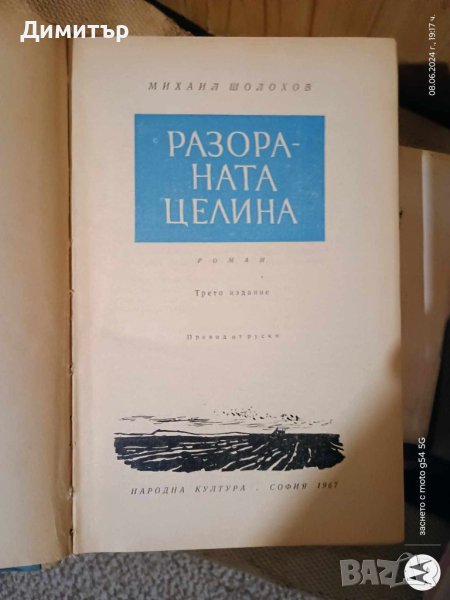 Димитър
МИХАИЛ ШОЛОХОВ
РАЗОРА-
НАТА
ЦЕЛИНА
РОМАН
Трето издание
Превод от руски
НАРОДНА КУЛТУРА . СОФИЯ 1967
08.06.2024 г., 19:17 ч.
заснето с moto g54 5G
BAZ